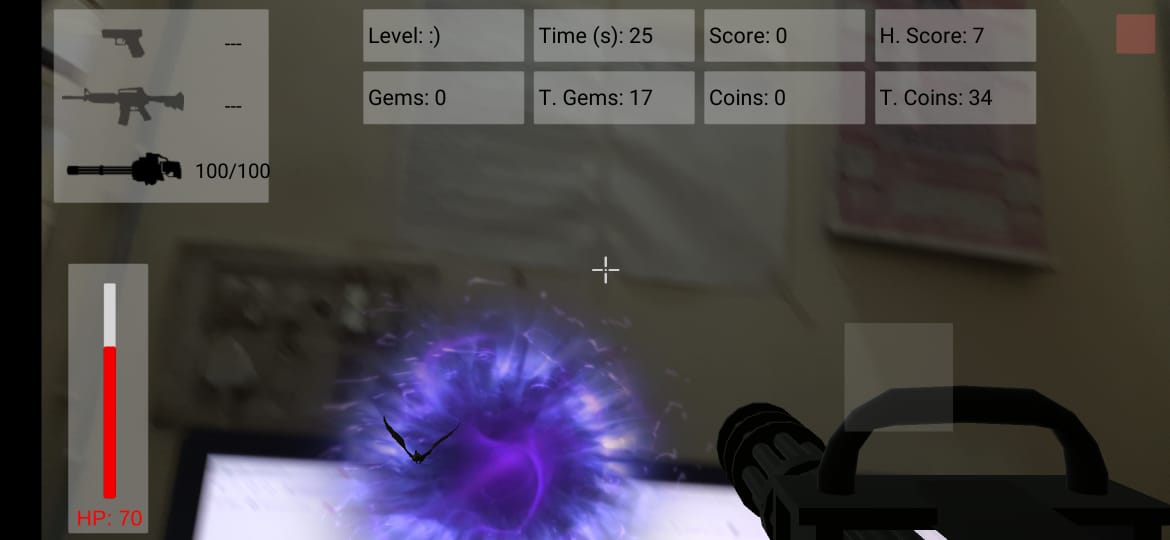 ---
---
100/100
Level: :)
Time (s): 25
Score: 0
H. Score: 7
Gems: 0
T. Gems: 17
Coins: 0
T. Coins: 34
HP: 70